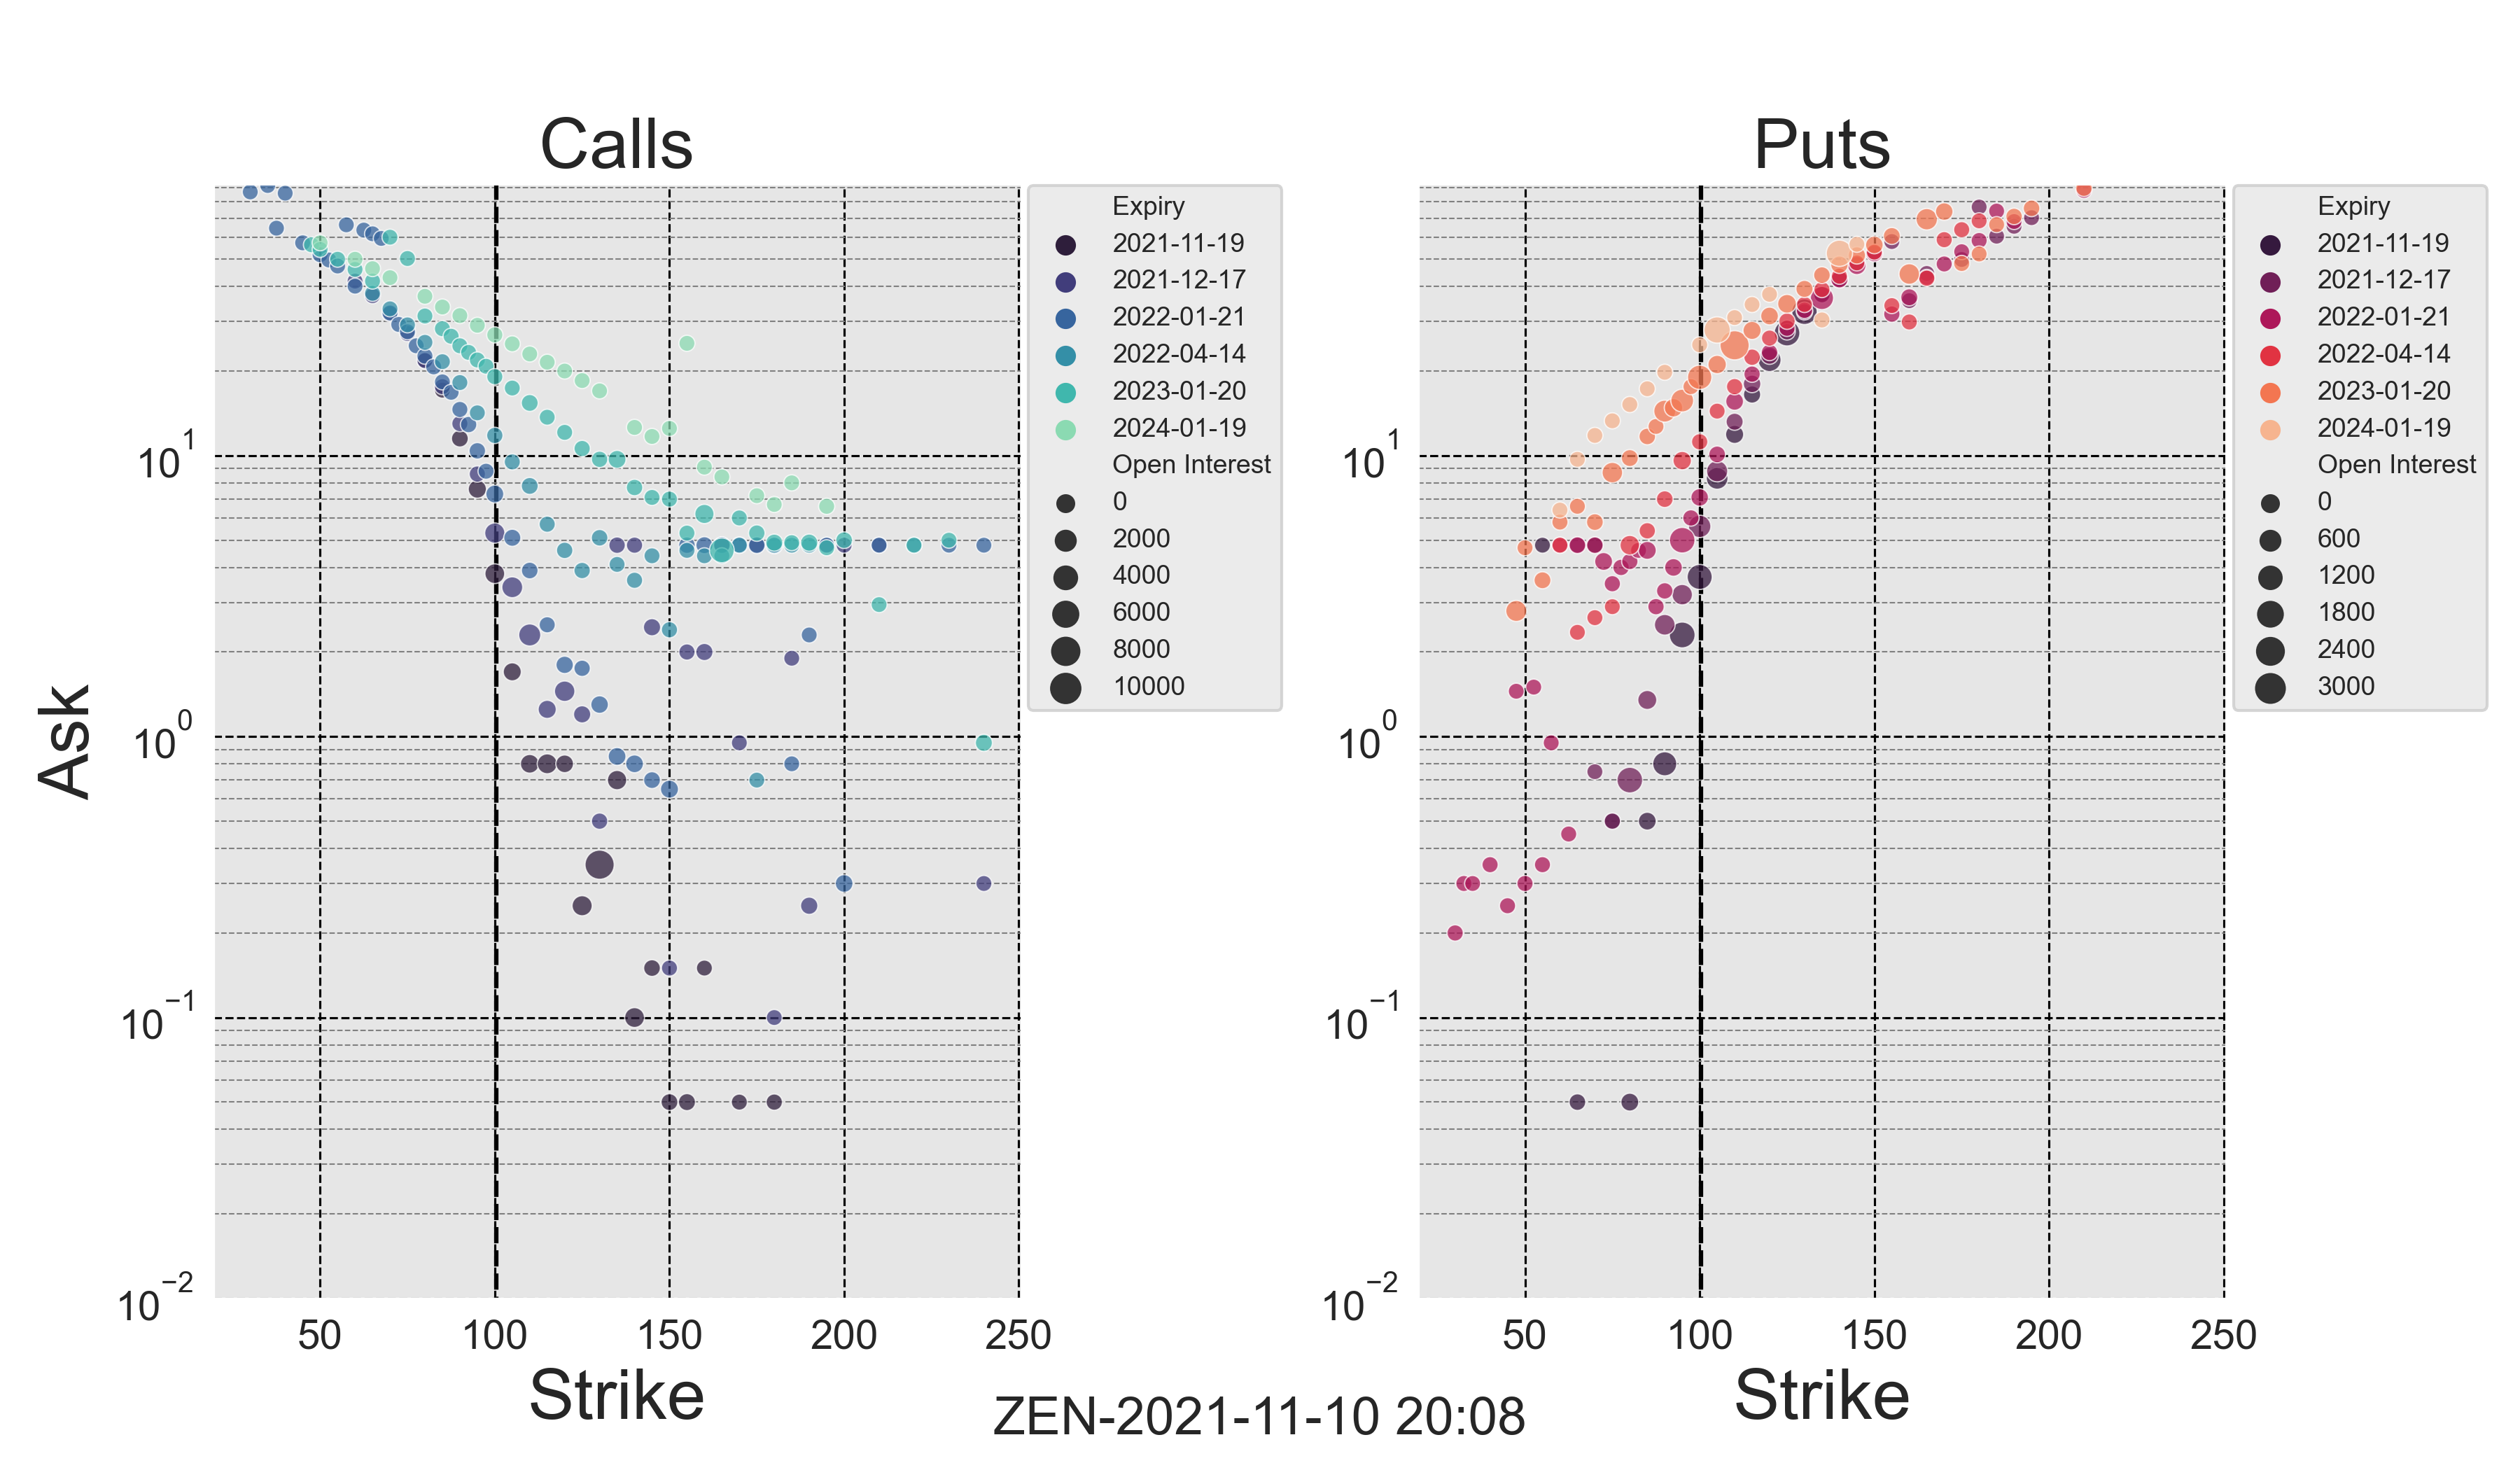 Calls
Puts
Ask
10^1
10^0
10^−1
10^−2
50 100 150 200 250
Strike
Expiry
2021-11-19
2021-12-17
2022-01-21
2022-04-14
2023-01-20
2024-01-19
Open Interest
0
2000
4000
6000
8000
10000
10^1
10^0
10^−1
10^−2
50 100 150 200 250
Strike
Expiry
2021-11-19
2021-12-17
2022-01-21
2022-04-14
2023-01-20
2024-01-19
Open Interest
0
600
1200
1800
2400
3000
ZEN-2021-11-10 20:08